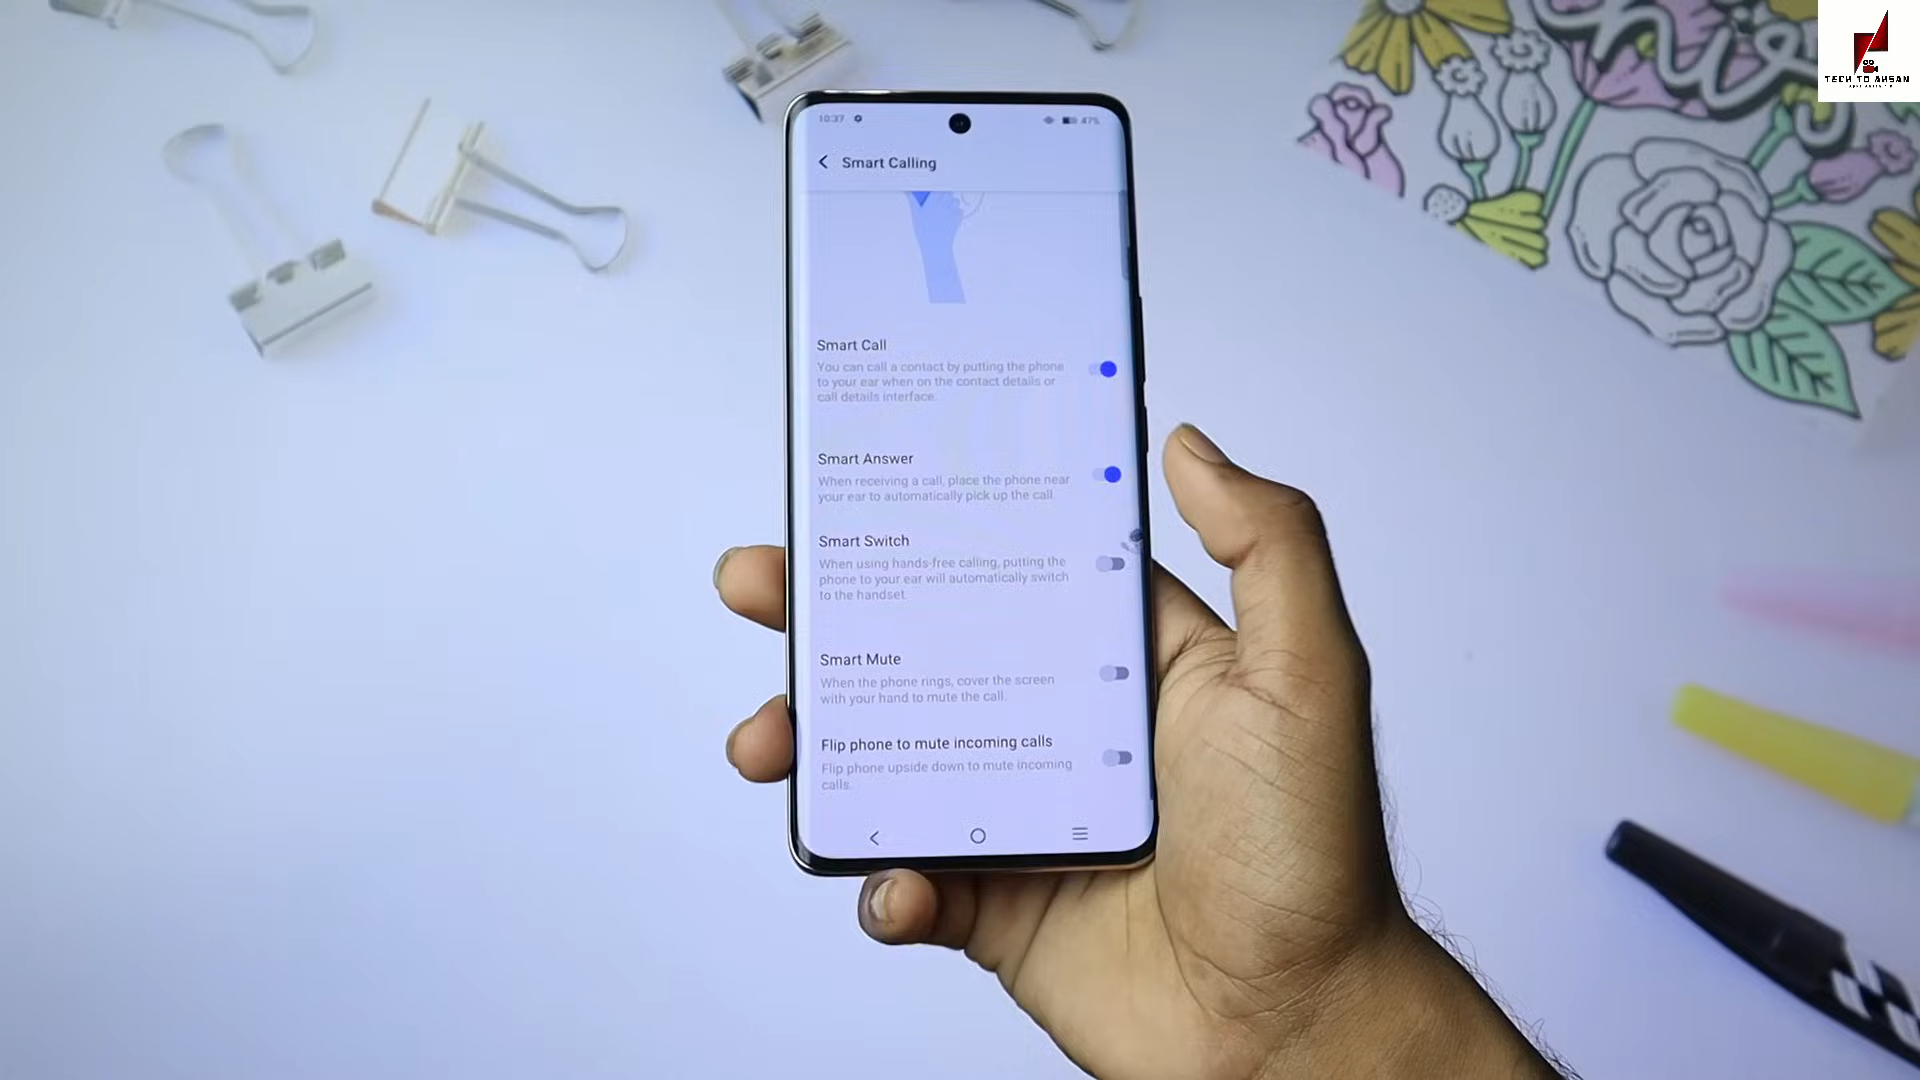 10:37
47%
Smart Calling
Smart Call
You can call a contact by putting the phone
to your ear when on the contact details or
call details interface.
Smart Answer
When receiving a call, place the phone near
your ear to automatically pick up the call.
Smart Switch
When using hands-free calling, putting the
phone to your ear will automatically switch
to the handset.
Smart Mute
When the phone rings, cover the screen
with your hand to mute the call.
Flip phone to mute incoming calls
Flip phone upside down to mute incoming
calls.
TECH TO AHSAN